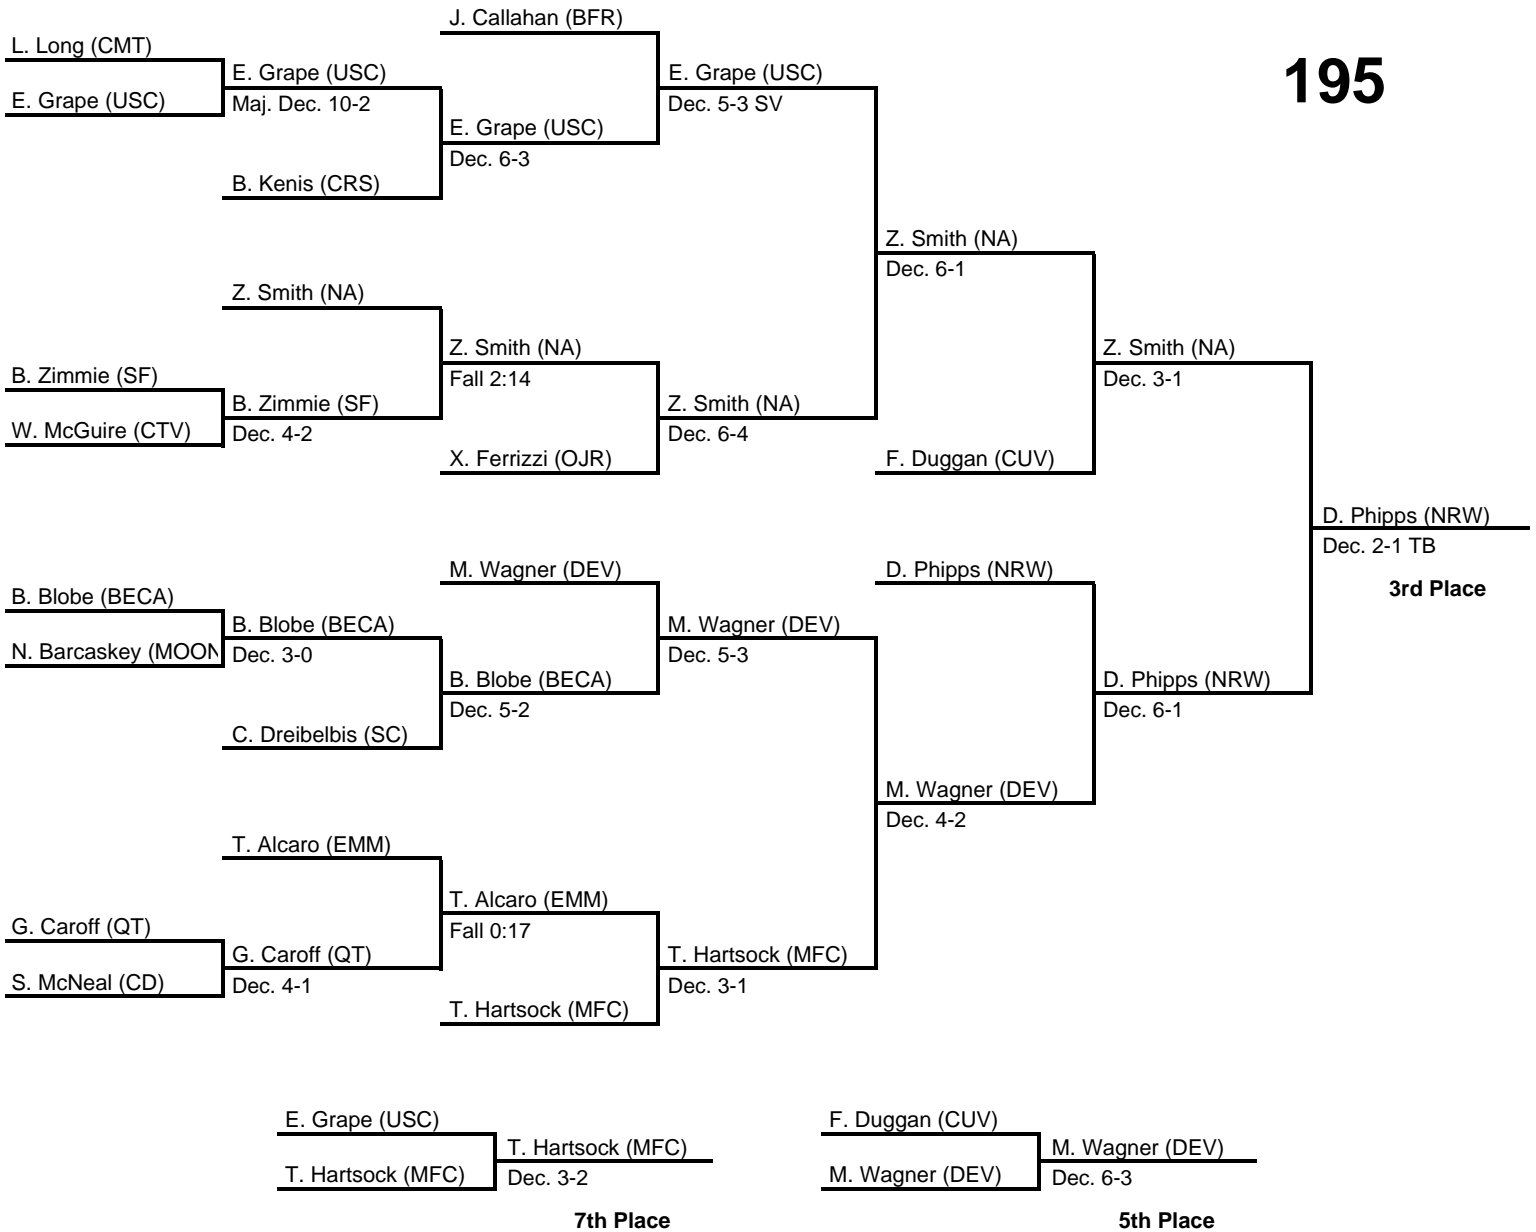 J. Callahan (BFR)
L. Long (CMT)
195
E. Grape (USC)
E. Grape (USC)
E. Grape (USC)
Maj. Dec. 10-2
Dec. 5-3 SV
E. Grape (USC)
Dec. 6-3
B. Kenis (CRS)
Z. Smith (NA)
Dec. 6-1
Z. Smith (NA)
Z. Smith (NA)
Z. Smith (NA)
B. Zimmie (SF)
Fall 2:14
Dec. 3-1
B. Zimmie (SF)
Z. Smith (NA)
W. McGuire (CTV)
Dec. 4-2
Dec. 6-4
X. Ferrizzi (OJR)
F. Duggan (CUV)
D. Phipps (NRW)
Dec. 2-1 TB
M. Wagner (DEV)
D. Phipps (NRW)
3rd Place
B. Blobe (BECA)
B. Blobe (BECA)
M. Wagner (DEV)
N. Barcaskey (MOON
Dec. 3-0
Dec. 5-3
B. Blobe (BECA)
D. Phipps (NRW)
Dec. 5-2
Dec. 6-1
C. Dreibelbis (SC)
M. Wagner (DEV)
Dec. 4-2
T. Alcaro (EMM)
T. Alcaro (EMM)
G. Caroff (QT)
Fall 0:17
G. Caroff (QT)
T. Hartsock (MFC)
S. McNeal (CD)
Dec. 4-1
Dec. 3-1
T. Hartsock (MFC)
E. Grape (USC)
F. Duggan (CUV)
T. Hartsock (MFC)
M. Wagner (DEV)
T. Hartsock (MFC)
Dec. 3-2
M. Wagner (DEV)
Dec. 6-3
7th Place
5th Place